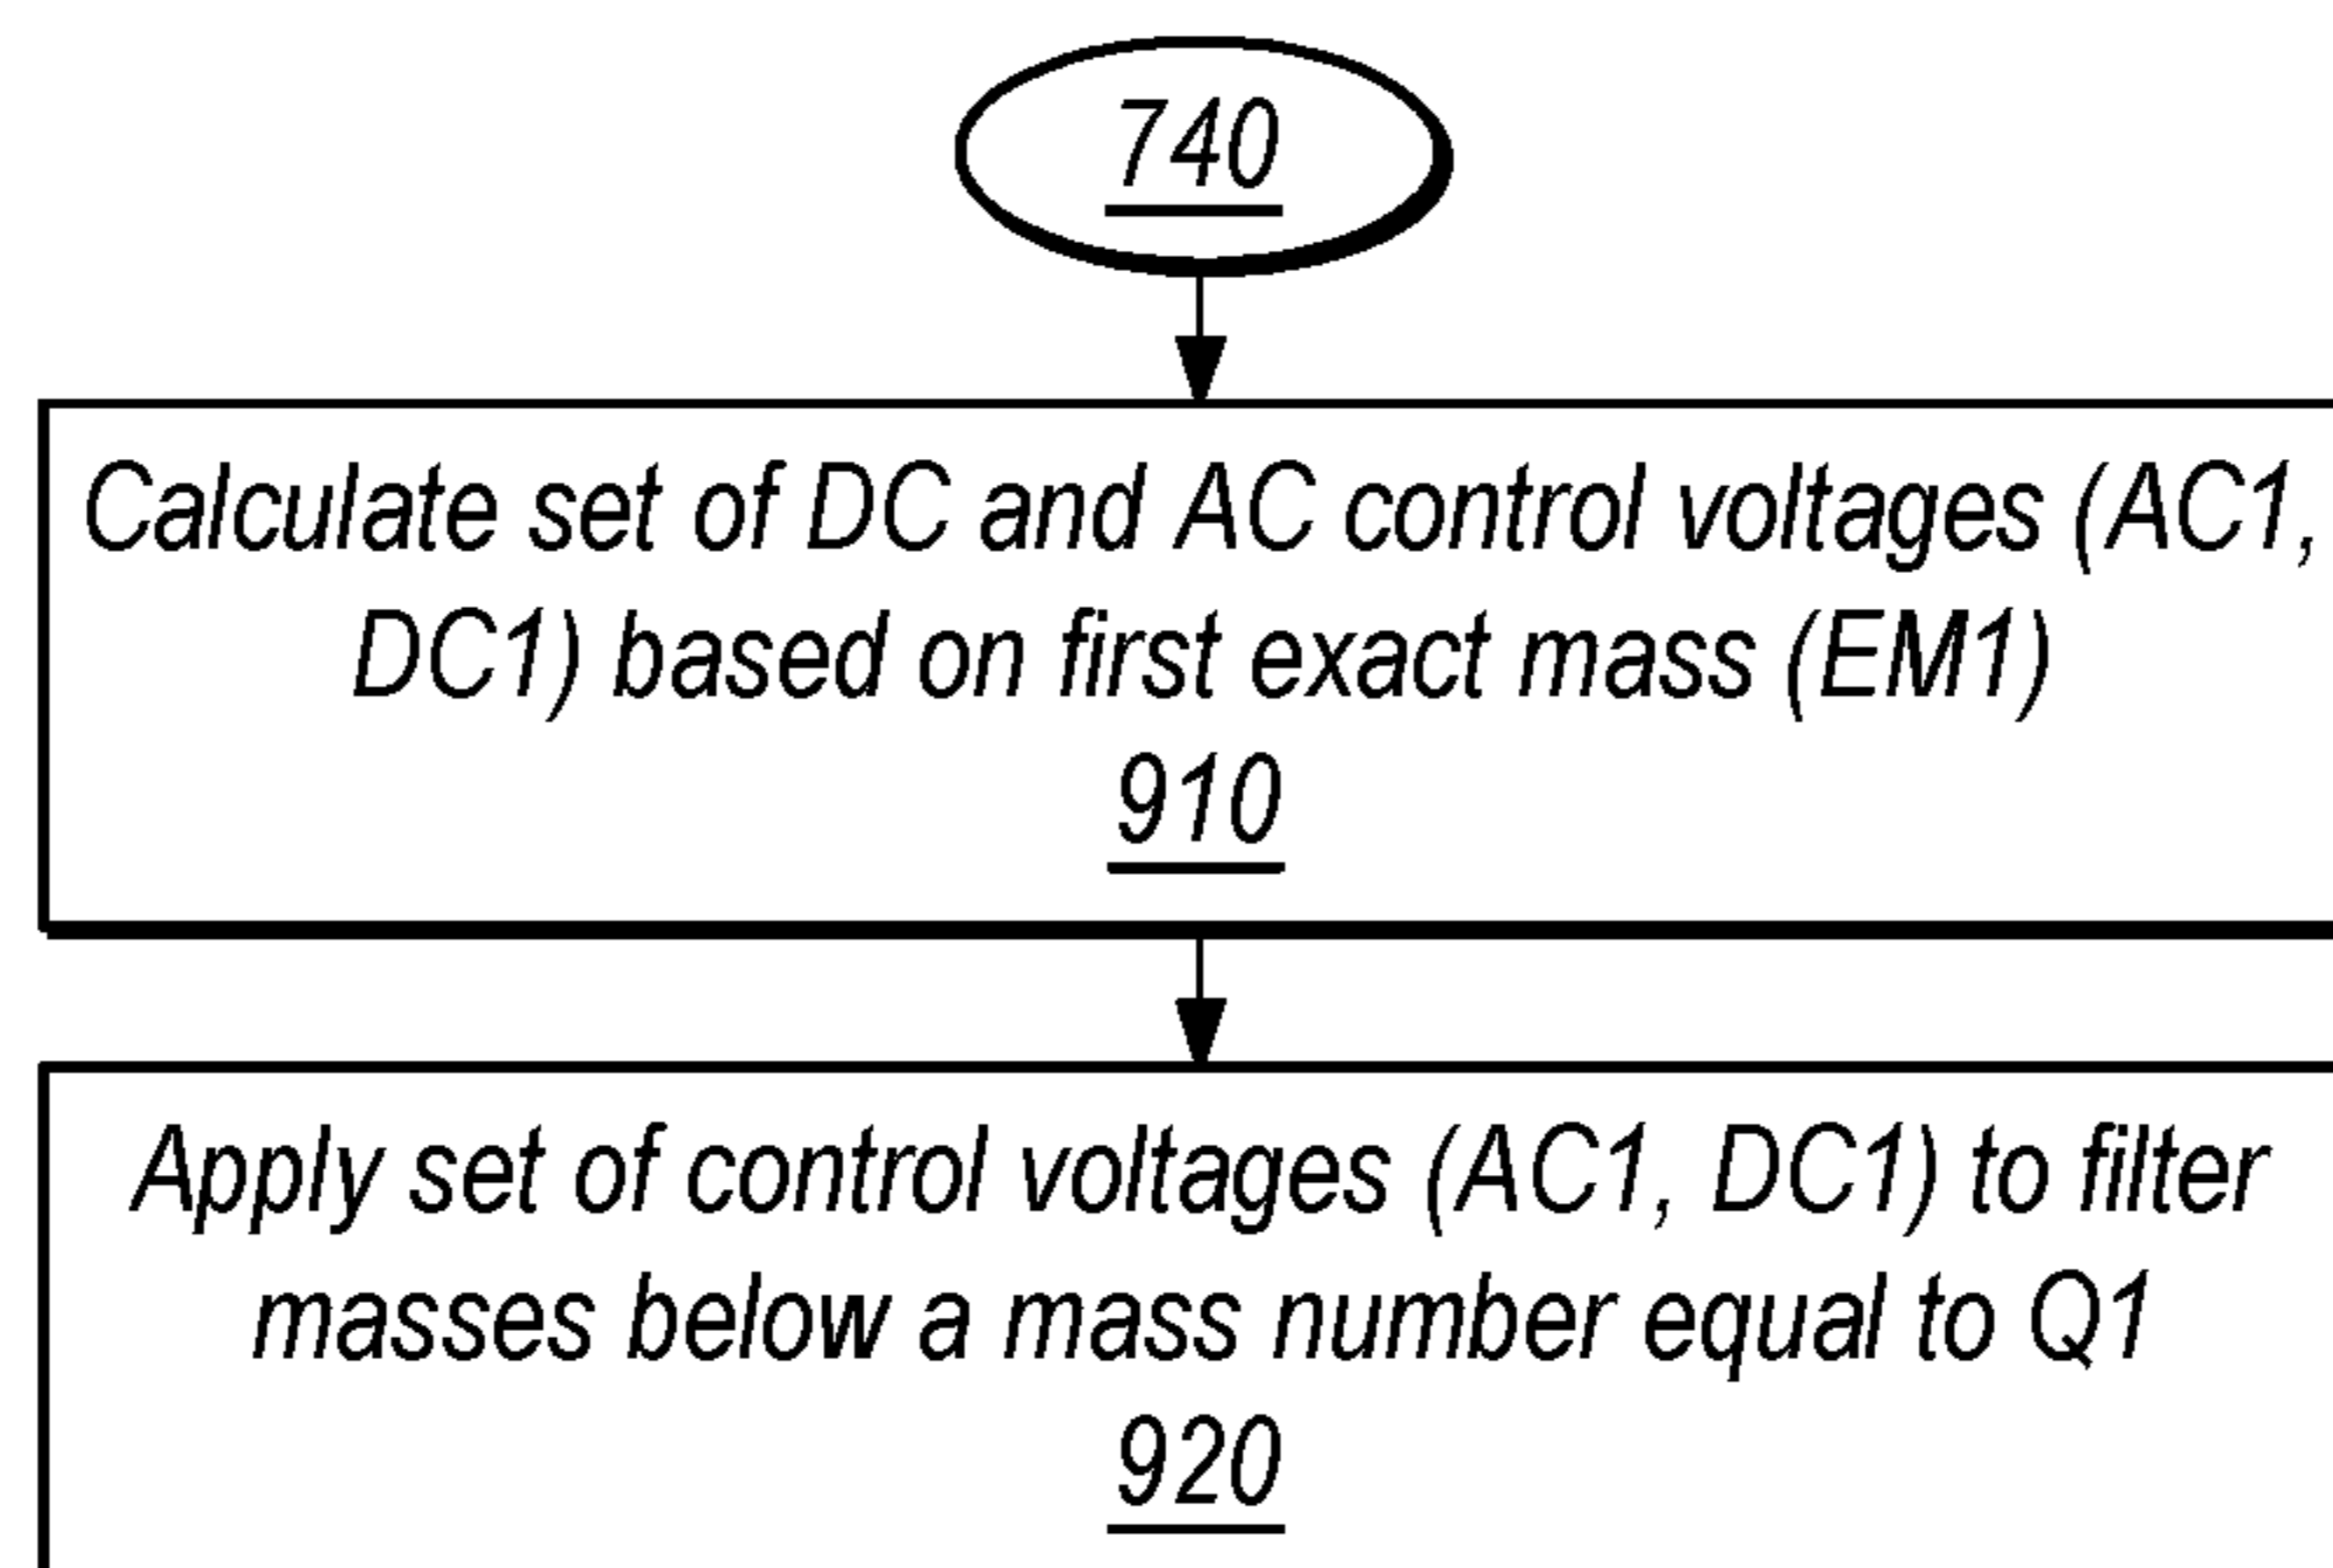 740
Calculate set of DC and AC control voltages (AC1,
DC1) based on first exact mass (EM1)
910
Apply set of control voltages (AC1, DC1) to filter
masses below a mass number equal to Q1
920